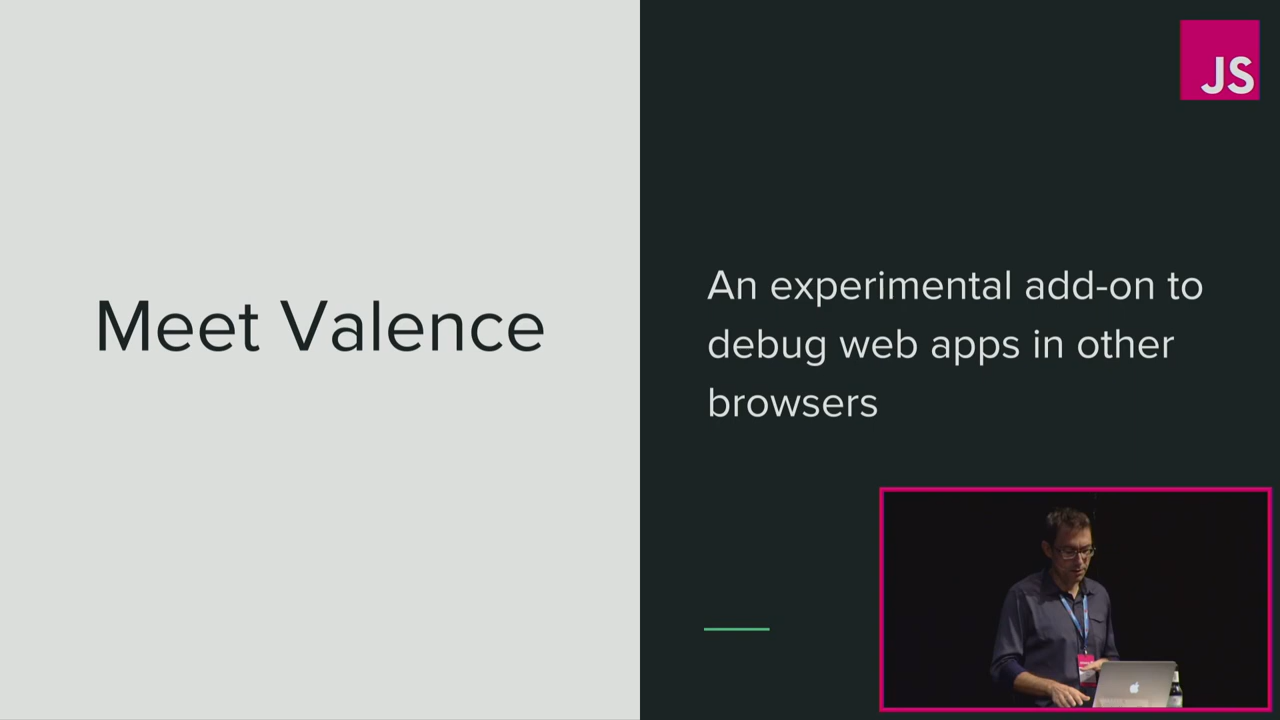 JS
Meet Valence
An experimental add-on to
debug web apps in other
browsers